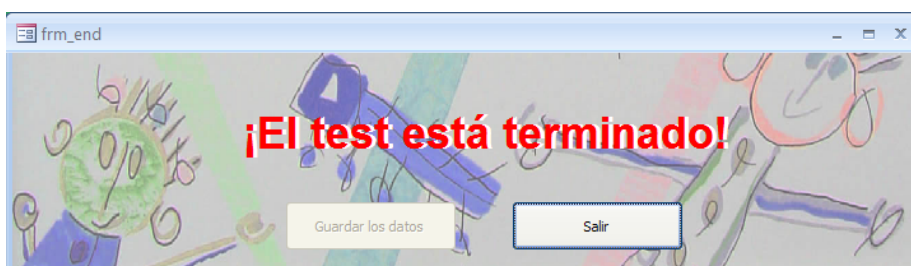 frm_end
¡El test está terminado!
Guardar los datos
Salir